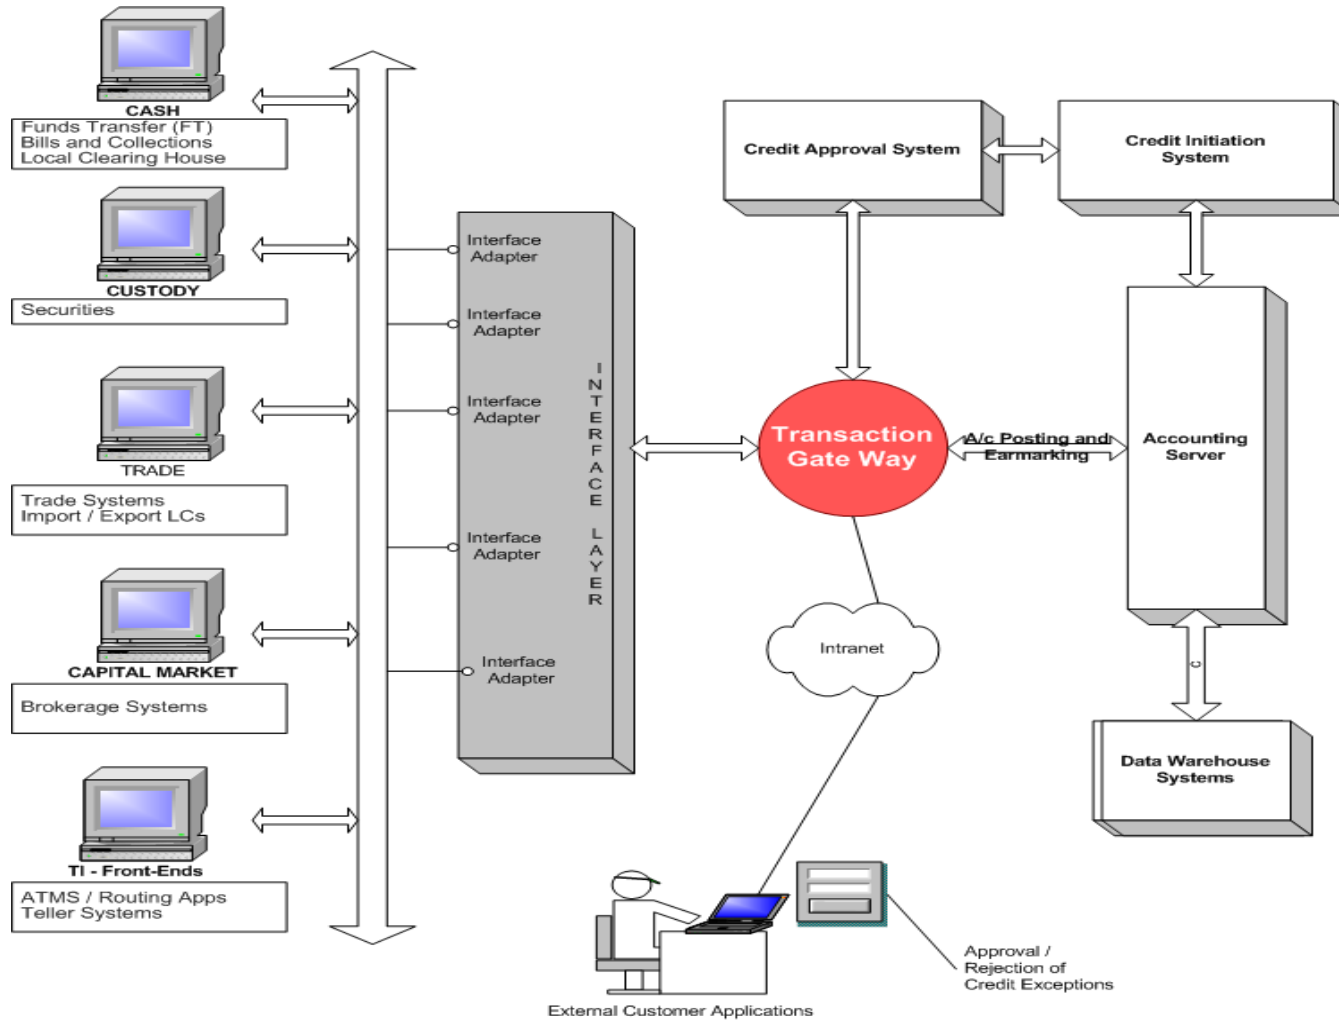 CASH
Funds Transfer (FT)
Bills and Collections
Local Clearing House
CUSTODY
Securities
TRADE
Trade Systems
Import / Export LCs
CAPITAL MARKET
Brokerage Systems
TI - Front-Ends
ATMS / Routing Apps
Teller Systems
Interface
Adapter
Interface
Adapter
Interface
Adapter
Interface
Adapter
Interface
Adapter
INTERFACE LAYER
Credit Approval System
Credit Initiation
System
Transaction
Gate Way
A/c Posting and
Earmarking
Accounting
Server
Intranet
C
Data Warehouse
Systems
Approval /
Rejection of
Credit Exceptions
External Customer Applications